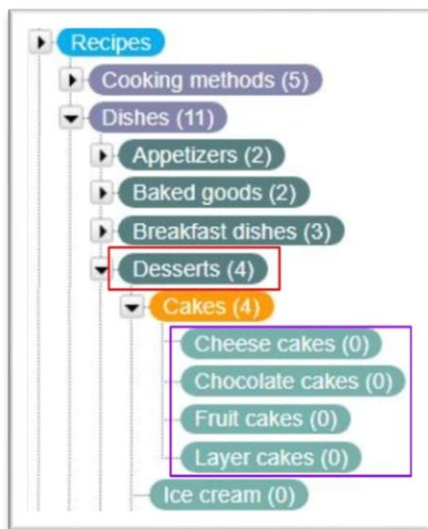 Recipes
Cooking methods (5)
Dishes (11)
Appetizers (2)
Baked goods (2)
Breakfast dishes (3)
Desserts (4)
Cakes (4)
Cheese cakes (0)
Chocolate cakes (0)
Fruit cakes (0)
Layer cakes (0)
Ice cream (0)